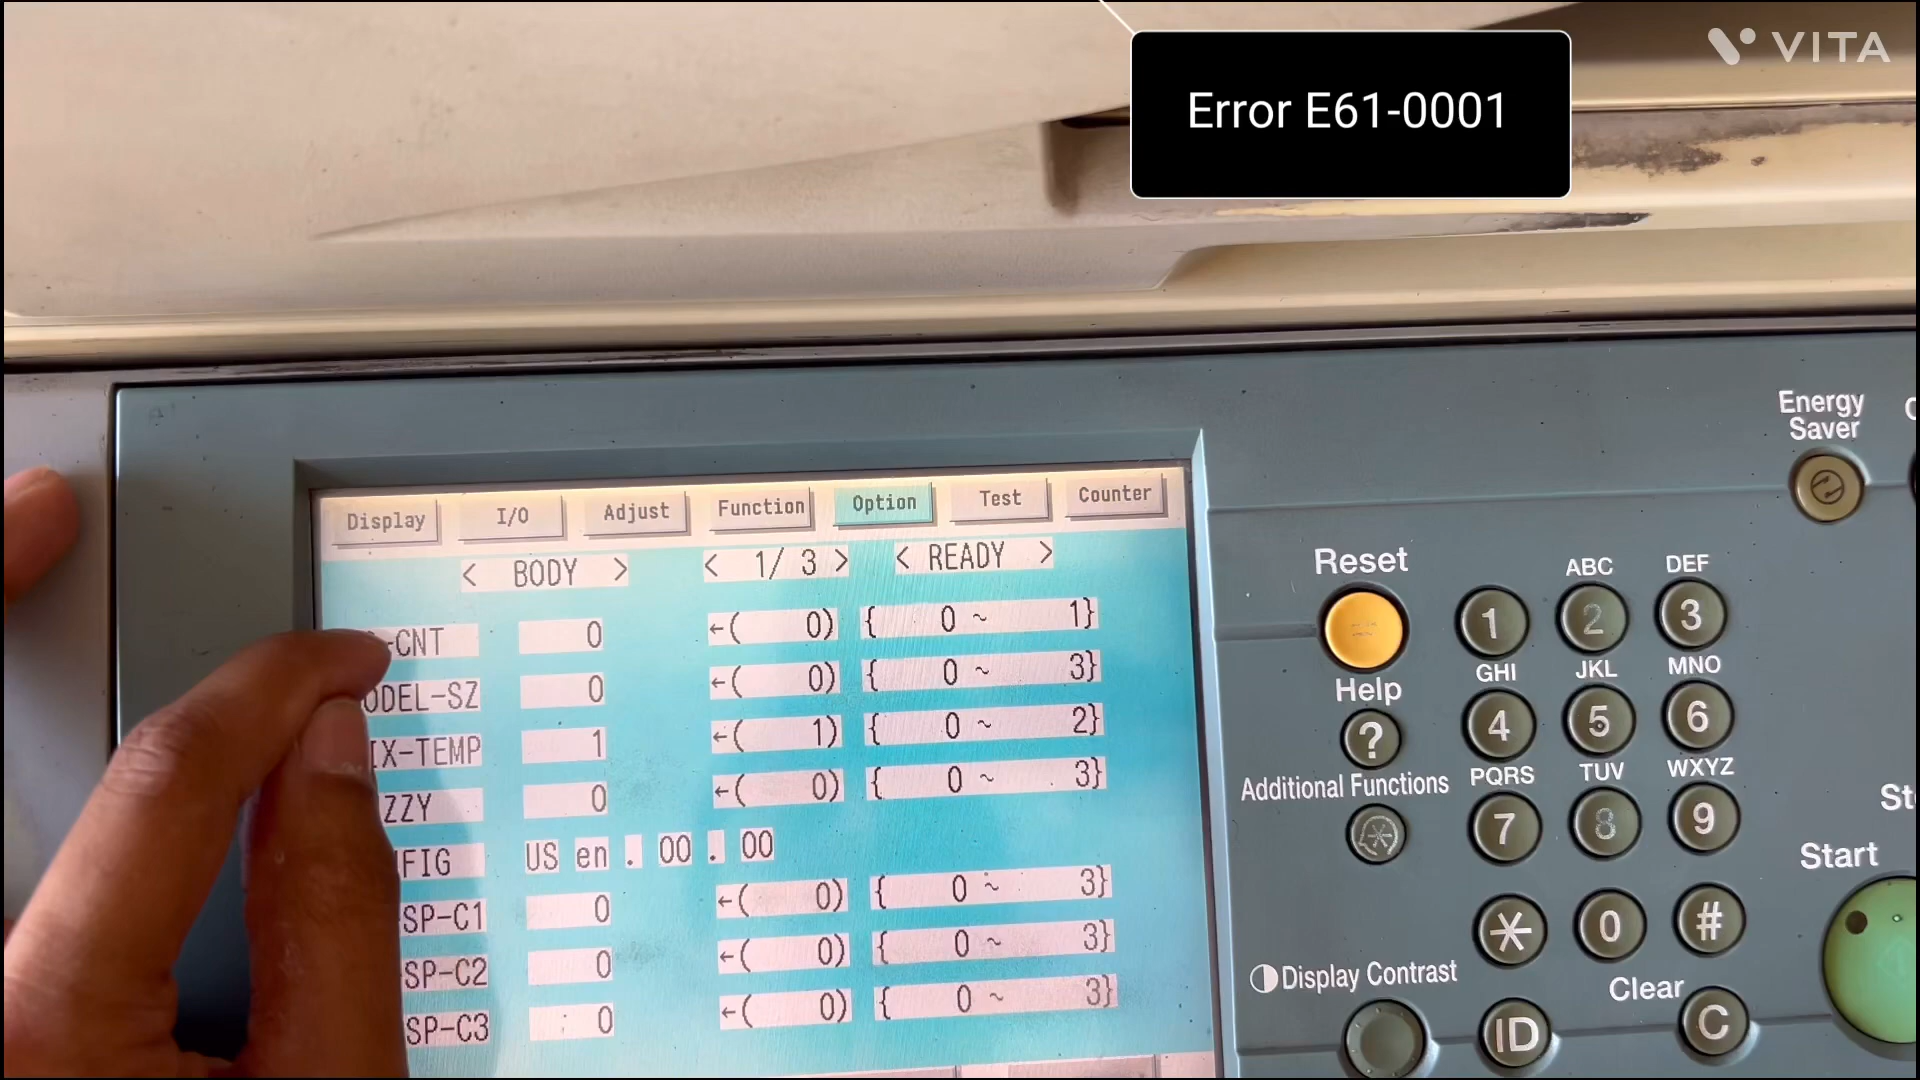 VITA
Error E61-0001
Energy
Saver
Display I/O Adjust Function Option Test Counter
< BODY > < 1/ 3 > < READY >
-CNT 0 ←( 0) { 0 ~ 1}
ODEL-SZ 0 ←( 0) { 0 ~ 3}
IX-TEMP 1 ←( 1) { 0 ~ 2}
ZZY 0 ←( 0) { 0 ~ 3}
FIG US en . 00 . 00
SP-C1 0 ←( 0) { 0 ~ 3}
SP-C2 0 ←( 0) { 0 ~ 3}
SP-C3 0 ←( 0) { 0 ~ 3}
Reset
Help
?
Additional Functions
Display Contrast
ABC DEF
1 2 3
GHI JKL MNO
4 5 6
PQRS TUV WXYZ
7 8 9
* 0 #
Clear
ID C
St
Start